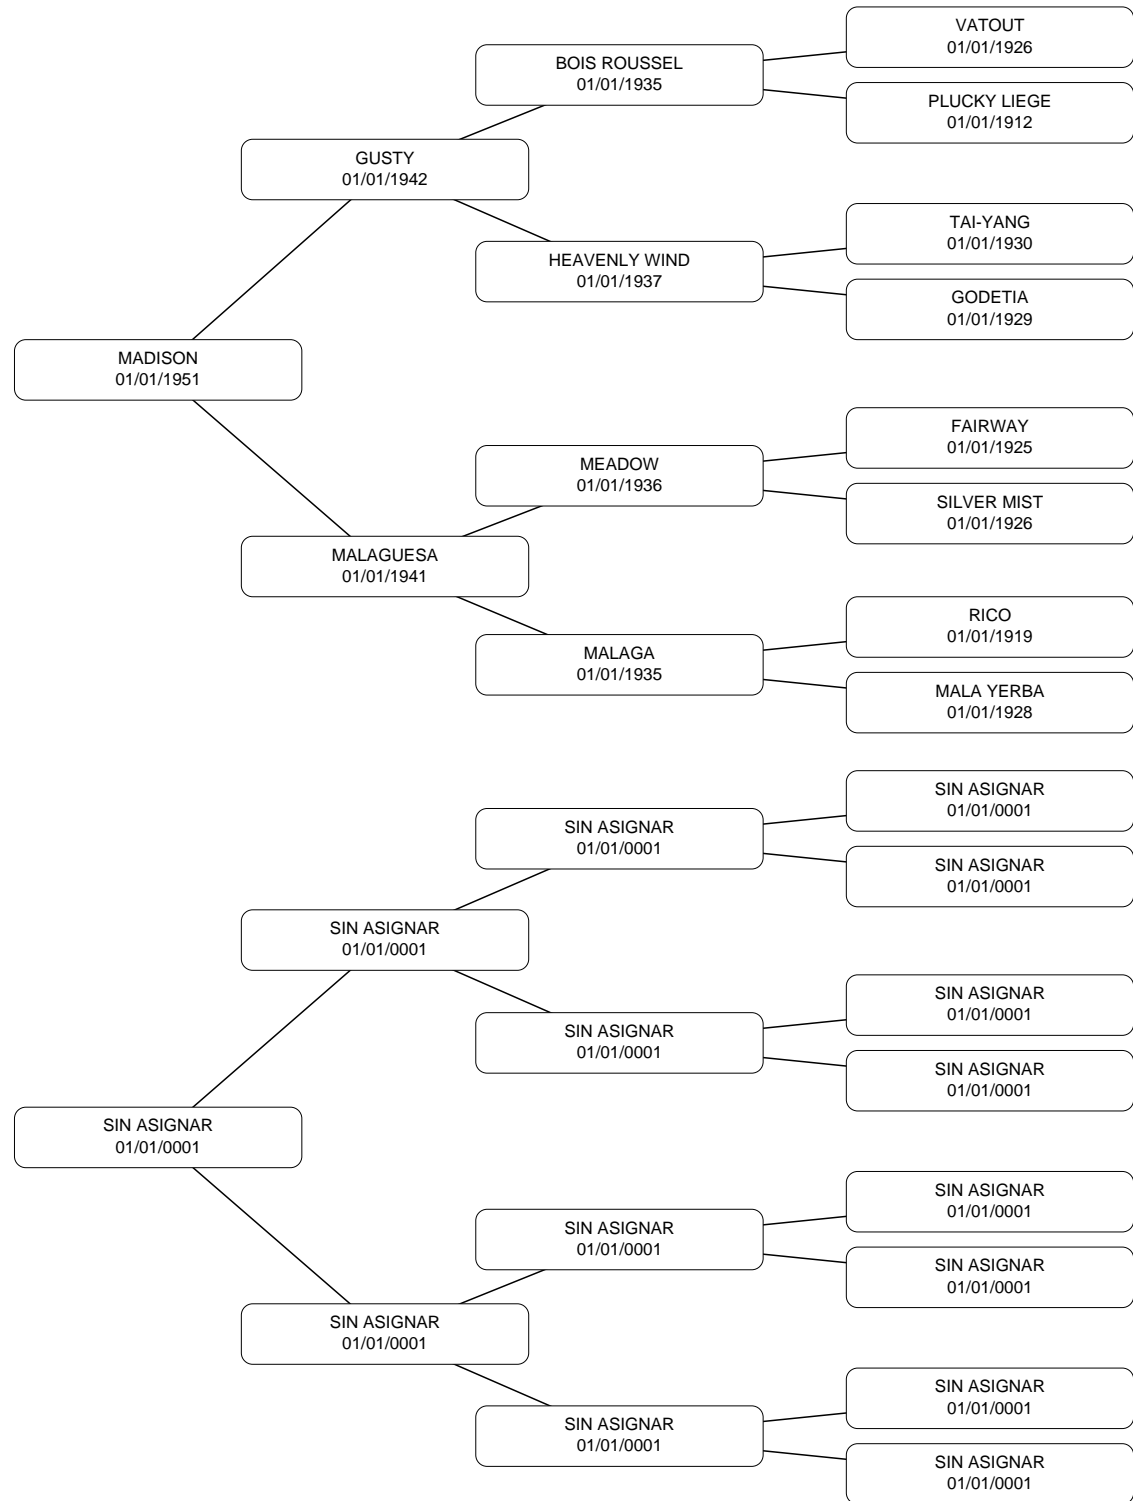 VATOUT
01/01/1926
BOIS ROUSSEL
01/01/1935
PLUCKY LIEGE
01/01/1912
GUSTY
01/01/1942
TAI-YANG
01/01/1930
HEAVENLY WIND
01/01/1937
GODETIA
01/01/1929
MADISON
01/01/1951
FAIRWAY
01/01/1925
MEADOW
01/01/1936
SILVER MIST
01/01/1926
MALAGUESA
01/01/1941
RICO
01/01/1919
MALAGA
01/01/1935
MALA YERBA
01/01/1928
SIN ASIGNAR
01/01/0001
SIN ASIGNAR
01/01/0001
SIN ASIGNAR
01/01/0001
SIN ASIGNAR
01/01/0001
SIN ASIGNAR
01/01/0001
SIN ASIGNAR
01/01/0001
SIN ASIGNAR
01/01/0001
SIN ASIGNAR
01/01/0001
SIN ASIGNAR
01/01/0001
SIN ASIGNAR
01/01/0001
SIN ASIGNAR
01/01/0001
SIN ASIGNAR
01/01/0001
SIN ASIGNAR
01/01/0001
SIN ASIGNAR
01/01/0001
SIN ASIGNAR
01/01/0001